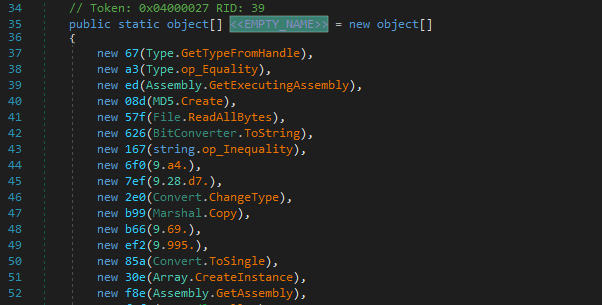 34 // Token: 0x04000027 RID: 39
35 public static object[] <<EMPTY_NAME>> = new object[]
36 {
37 new 67(Type.GetTypeFromHandle),
38 new a3(Type.op_Equality),
39 new ed(Assembly.GetExecutingAssembly),
40 new 08d(MD5.Create),
41 new 57f(File.ReadAllBytes),
42 new 626(BitConverter.ToString),
43 new 167(string.op_Inequality),
44 new 6f0(9.a4.),
45 new 7ef(9.28.d7.),
46 new 2e0(Convert.ChangeType),
47 new b99(Marshal.Copy),
48 new b66(9.69.),
49 new ef2(9.995.),
50 new 85a(Convert.ToSingle),
51 new 30e(Array.CreateInstance),
52 new f8e(Assembly.GetAssembly),